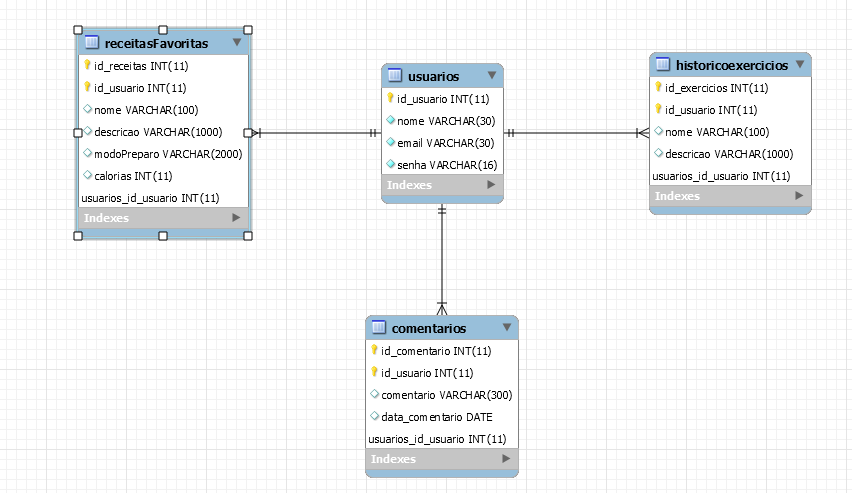 receitasFavoritas
id_receitas INT(11)
id_usuario INT(11)
nome VARCHAR(100)
descricao VARCHAR(1000)
modoPreparo VARCHAR(2000)
calorias INT(11)
usuarios_id_usuario INT(11)
Indexes
usuarios
id_usuario INT(11)
nome VARCHAR(30)
email VARCHAR(30)
senha VARCHAR(16)
Indexes
historicoexercicios
id_exercicios INT(11)
id_usuario INT(11)
nome VARCHAR(100)
descricao VARCHAR(1000)
usuarios_id_usuario INT(11)
Indexes
comentarios
id_comentario INT(11)
id_usuario INT(11)
comentario VARCHAR(300)
data_comentario DATE
usuarios_id_usuario INT(11)
Indexes